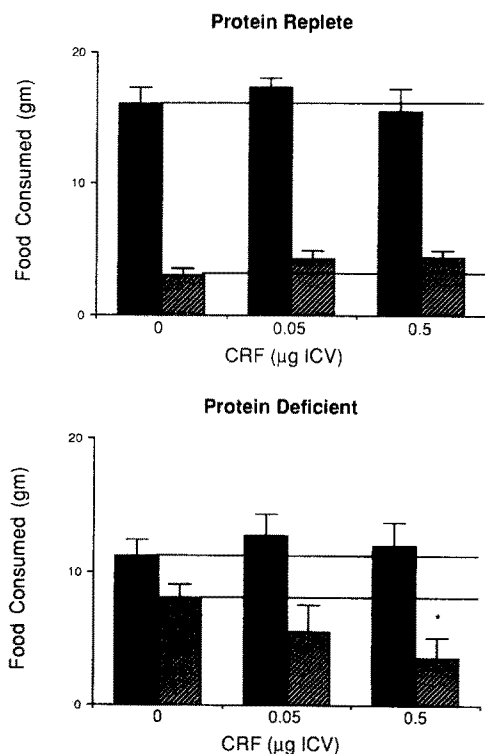 Protein Replete
20
10
0
Food Consumed (gm)
0 0.05 0.5
CRF (μg ICV)
Protein Deficient
20
10
0
Food Consumed (gm)
*
0 0.05 0.5
CRF (μg ICV)